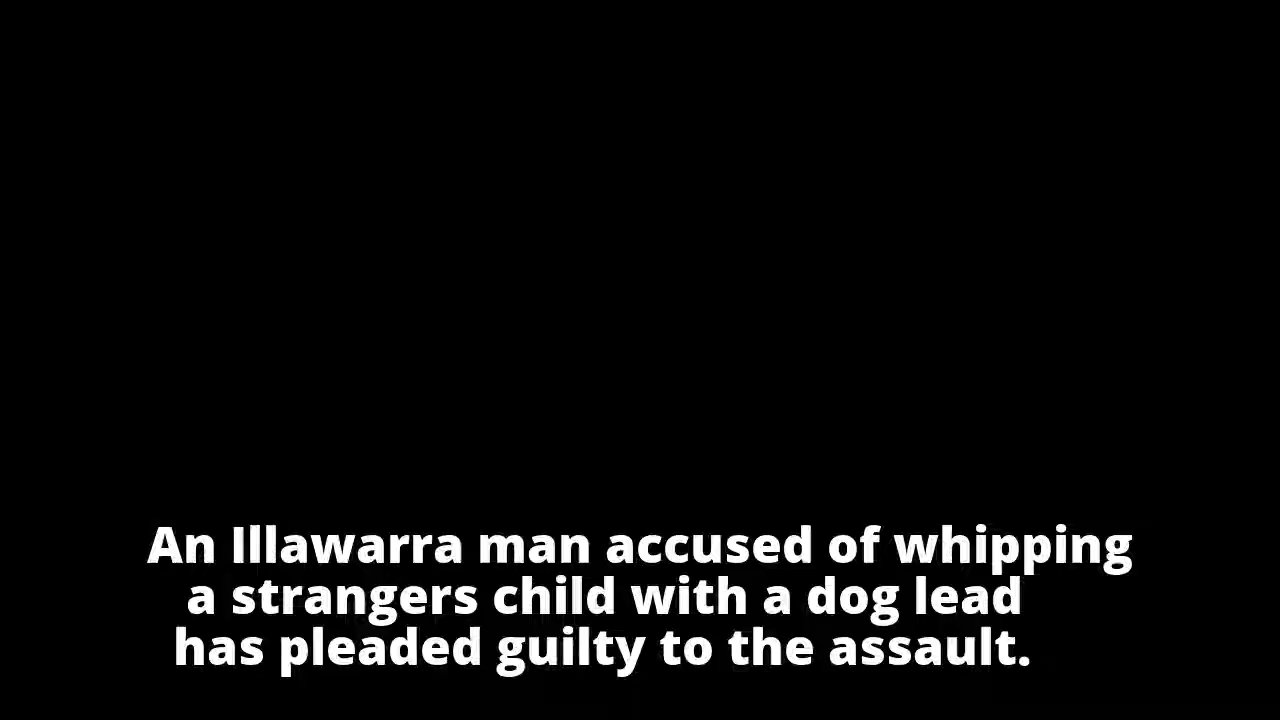 An Illawarra man accused of whipping
a strangers child with a dog lead
has pleaded guilty to the assault.